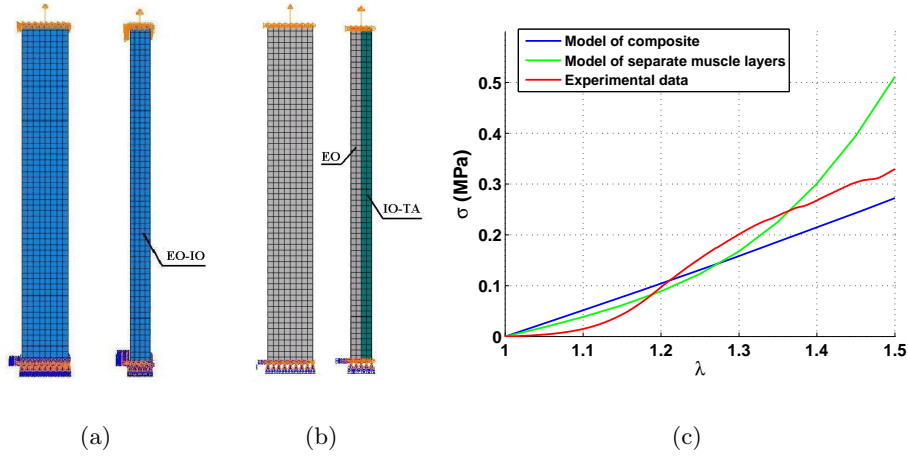 EO-IO
(a)
EO
IO-TA
(b)
Model of composite
Model of separate muscle layers
Experimental data
σ (MPa)
0.5
0.4
0.3
0.2
0.1
0
1
1.1
1.2
1.3
1.4
1.5
λ
(c)